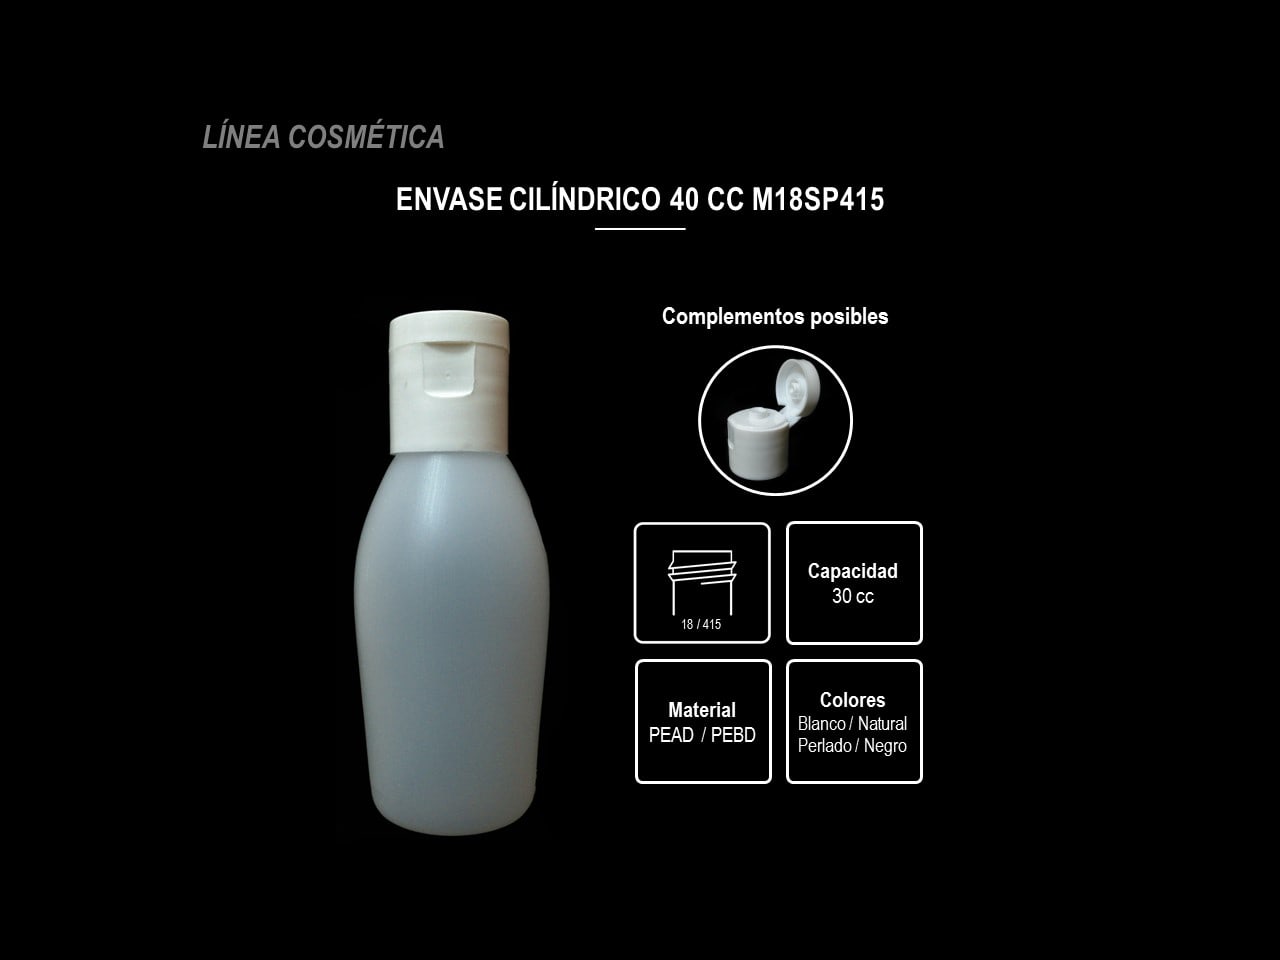 LÍNEA COSMÉTICA
ENVASE CILÍNDRICO 40 CC M18SP415
Complementos posibles
18 / 415
Capacidad
30 cc
Material
PEAD / PEBD
Colores
Blanco / Natural
Perlado / Negro